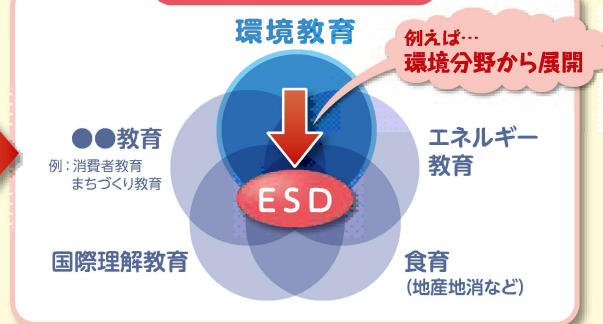 環境教育
例えば…
環境分野から展開
●●教育
例：消費者教育
まちづくり教育
エネルギー
教育
ESD
国際理解教育
食育
(地産地消など)